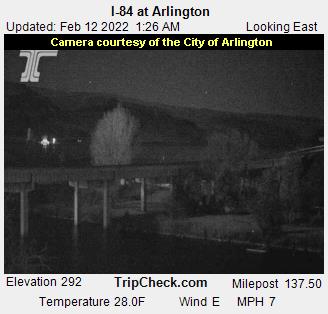 I-84 at Arlington
Updated: Feb 12 2022 1:26 AM Looking East
Camera courtesy of the City of Arlington
Elevation 292 TripCheck.com Milepost 137.50
Temperature 28.0F Wind E MPH 7